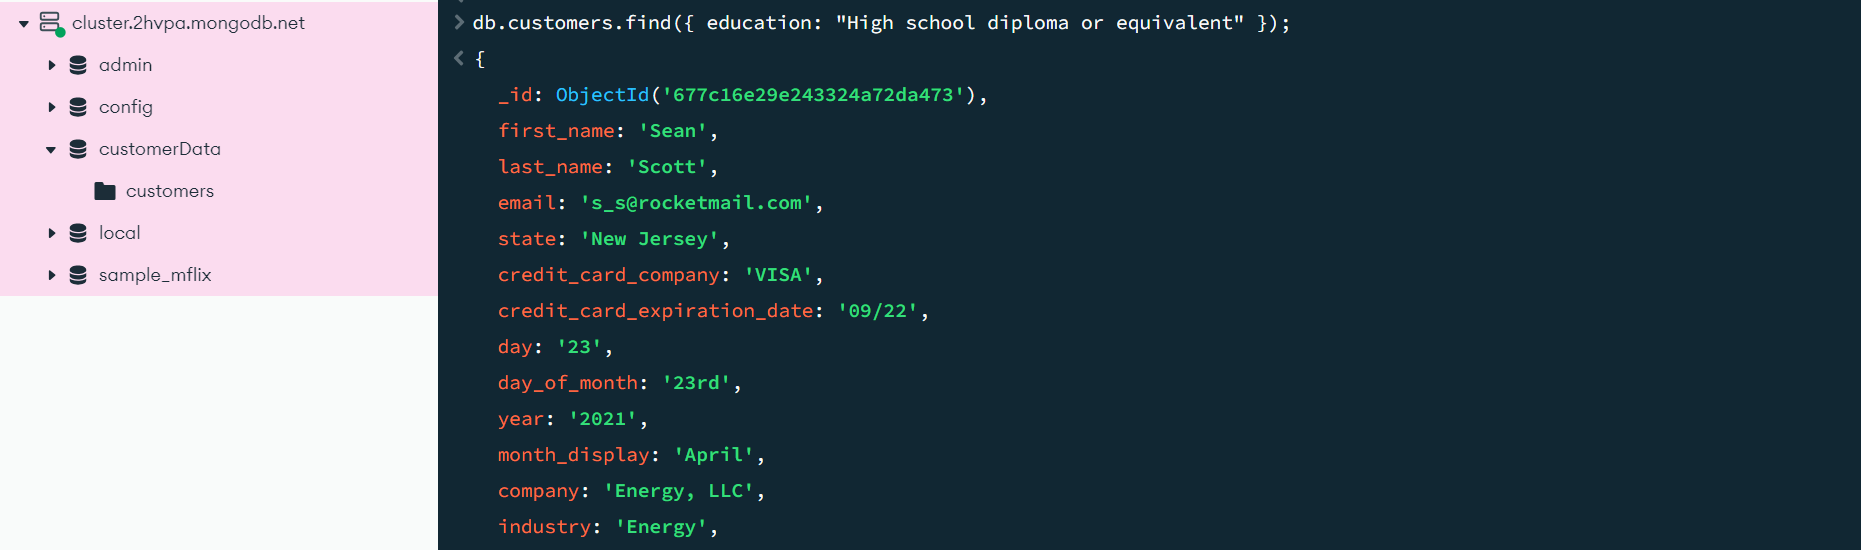 cluster.2hvpa.mongodb.net
admin
config
customerData
customers
local
sample_mflix
db.customers.find({ education: "High school diploma or equivalent" });
{
_id: ObjectId('677c16e29e243324a72da473'),
first_name: 'Sean',
last_name: 'Scott',
email: 's_s@rocketmail.com',
state: 'New Jersey',
credit_card_company: 'VISA',
credit_card_expiration_date: '09/22',
day: '23',
day_of_month: '23rd',
year: '2021',
month_display: 'April',
company: 'Energy, LLC',
industry: 'Energy',